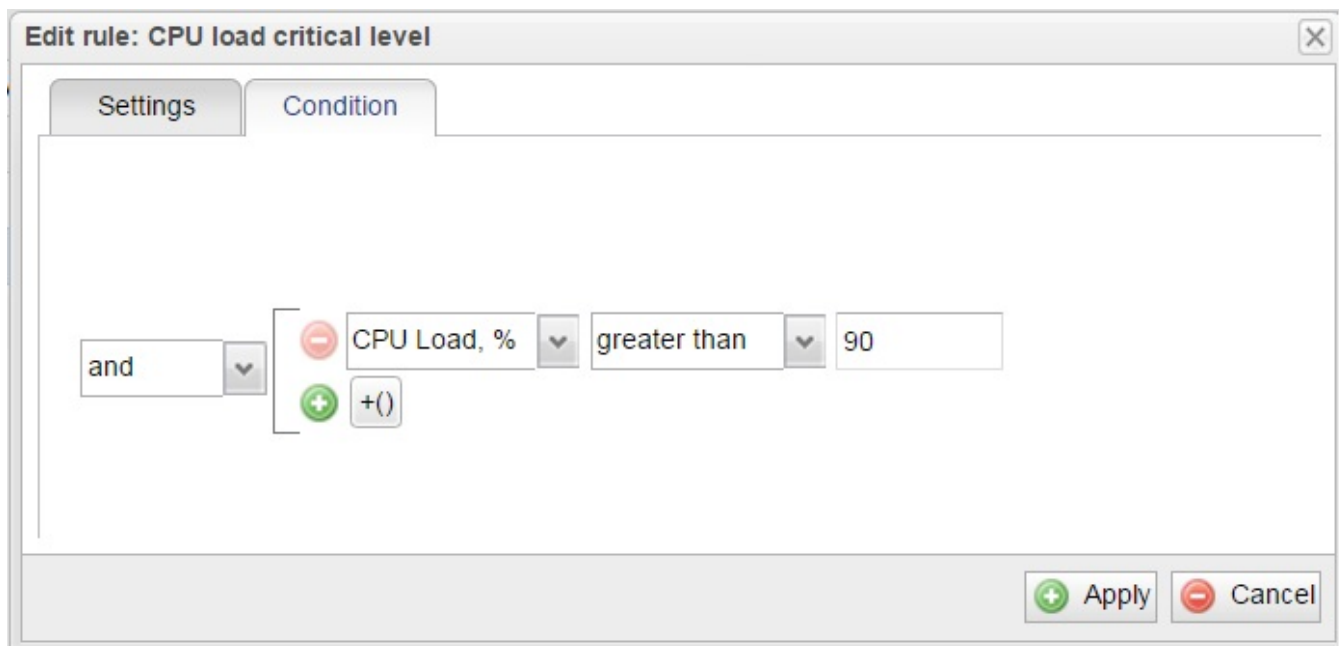 Edit rule: CPU load critical level
Settings Condition
CPU Load, % greater than 90
and
+()
Apply Cancel